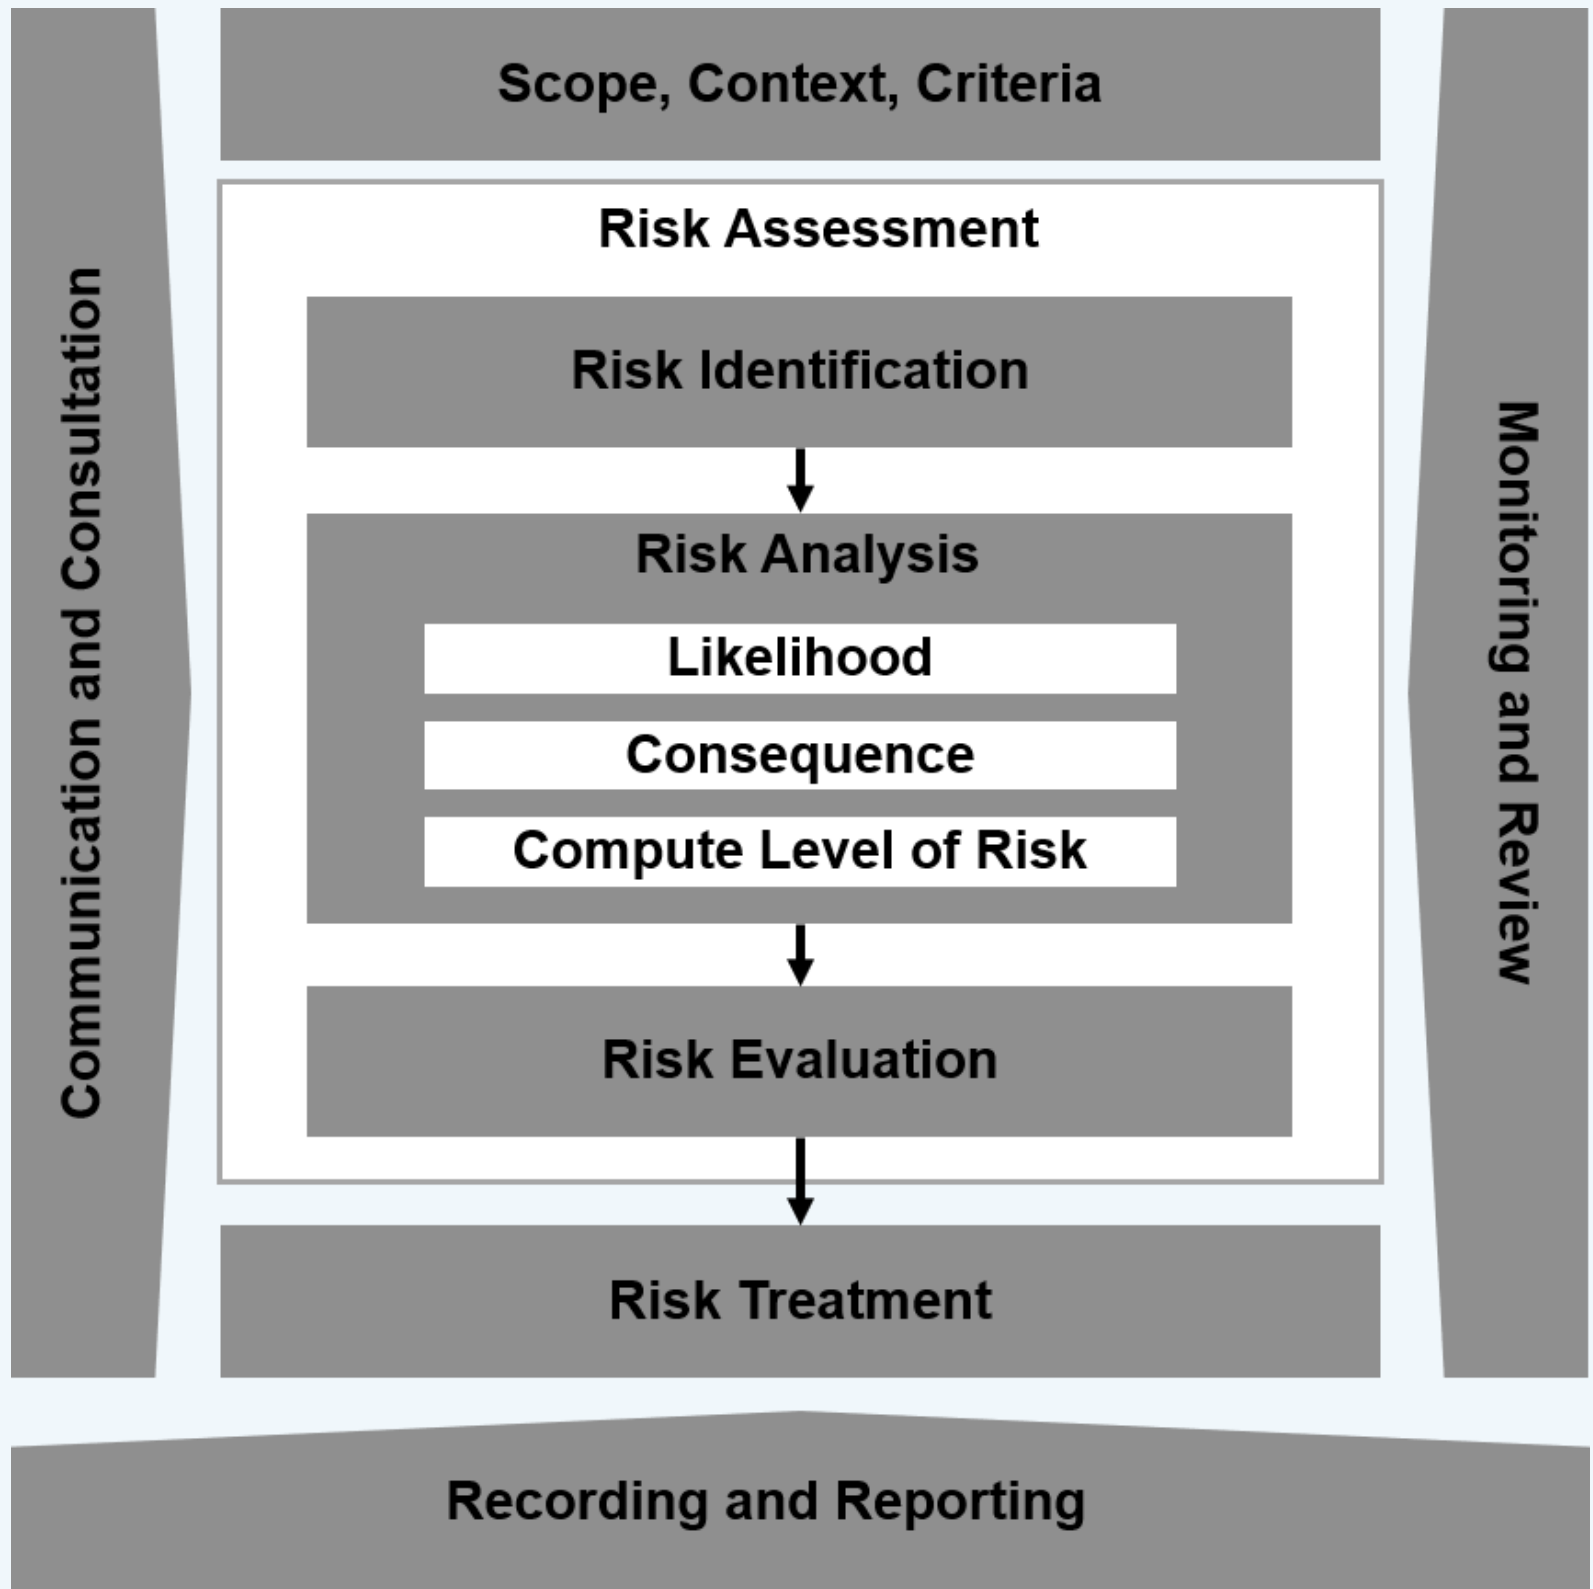 Scope, Context, Criteria
Communication and Consultation
Risk Assessment
Risk Identification
Risk Analysis
Likelihood
Consequence
Compute Level of Risk
Risk Evaluation
Monitoring and Review
Risk Treatment
Recording and Reporting